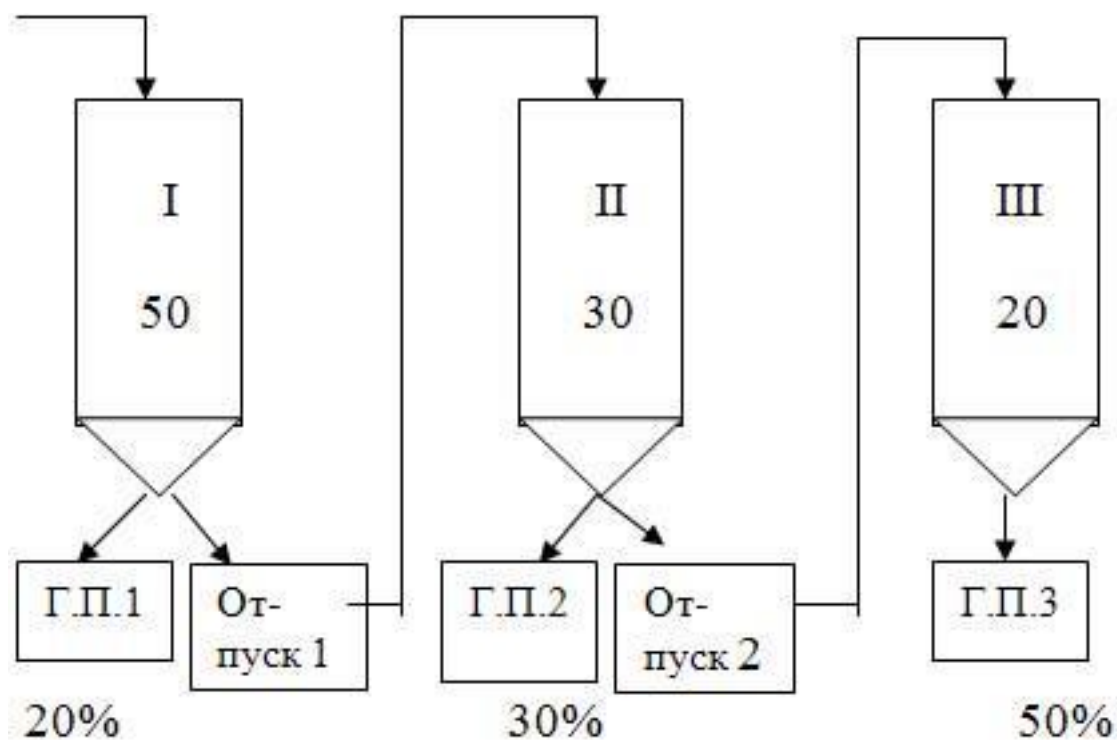 I
50
II
30
III
20
Г.П.1
От-
пуск 1
Г.П.2
От-
пуск 2
Г.П.3
20%
30%
50%